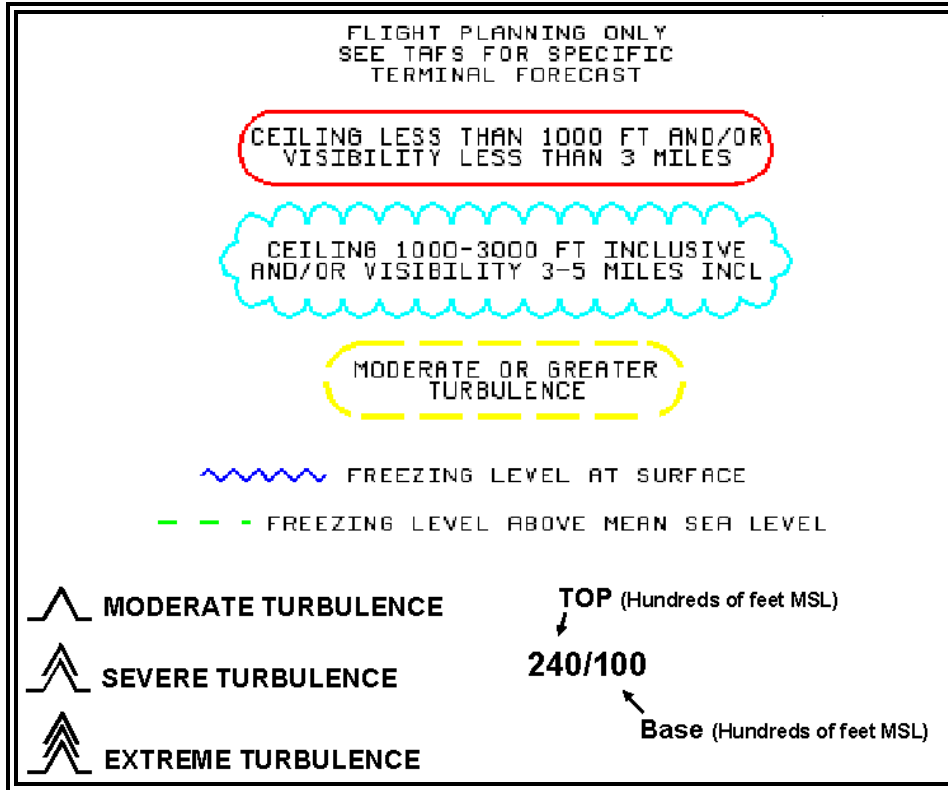 FLIGHT PLANNING ONLY
SEE TAFS FOR SPECIFIC
TERMINAL FORECAST
CEILING LESS THAN 1000 FT AND/OR
VISIBILITY LESS THAN 3 MILES
CEILING 1000-3000 FT INCLUSIVE
AND/OR VISIBILITY 3-5 MILES INCL
MODERATE OR GREATER
TURBULENCE
FREEZING LEVEL AT SURFACE
FREEZING LEVEL ABOVE MEAN SEA LEVEL
MODERATE TURBULENCE
SEVERE TURBULENCE
EXTREME TURBULENCE
TOP (Hundreds of feet MSL)
240/100
Base (Hundreds of feet MSL)